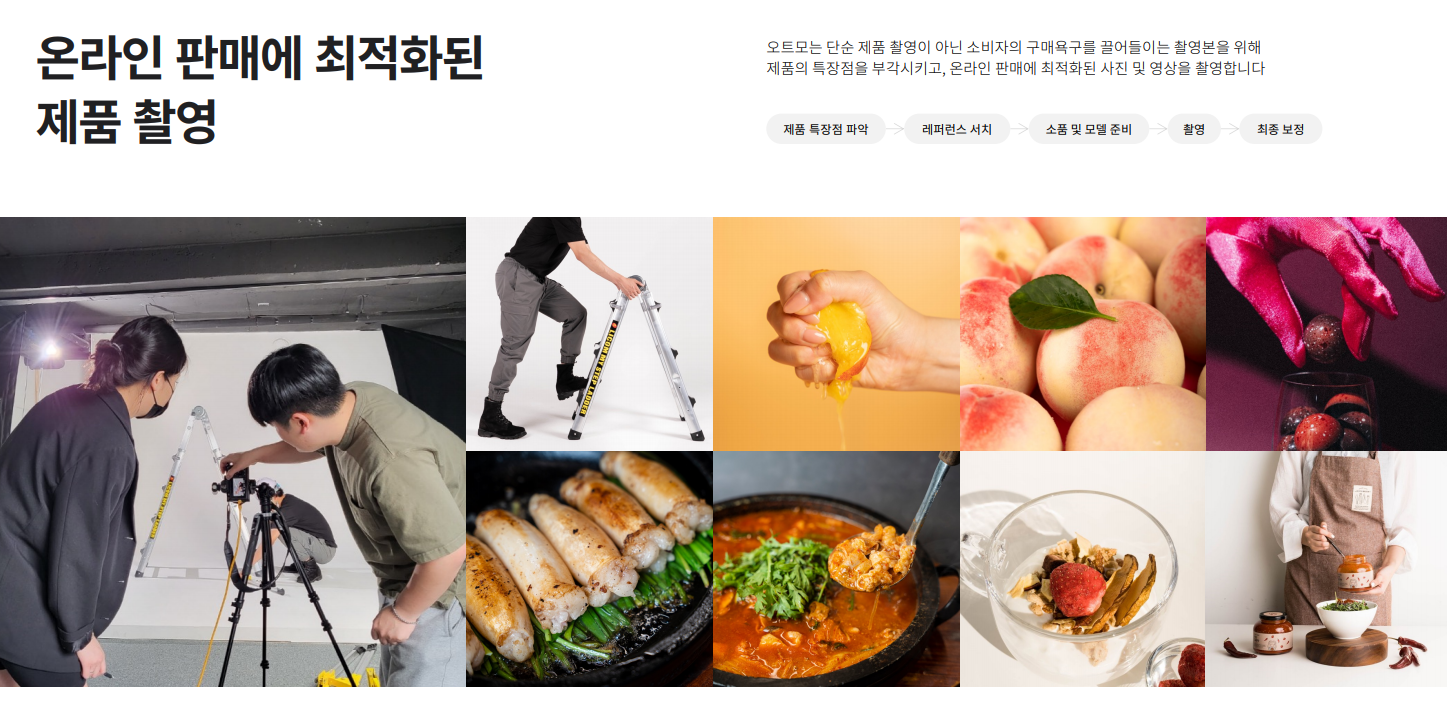 온라인 판매에 최적화된
제품 촬영
오트모는 단순 제품 촬영이 아닌 소비자의 구매욕구를 끌어들이는 촬영본을 위해
제품의 특장점을 부각시키고, 온라인 판매에 최적화된 사진 및 영상을 촬영합니다
제품 특장점 파악
레퍼런스 서치
소품 및 모델 준비
촬영
최종 보정